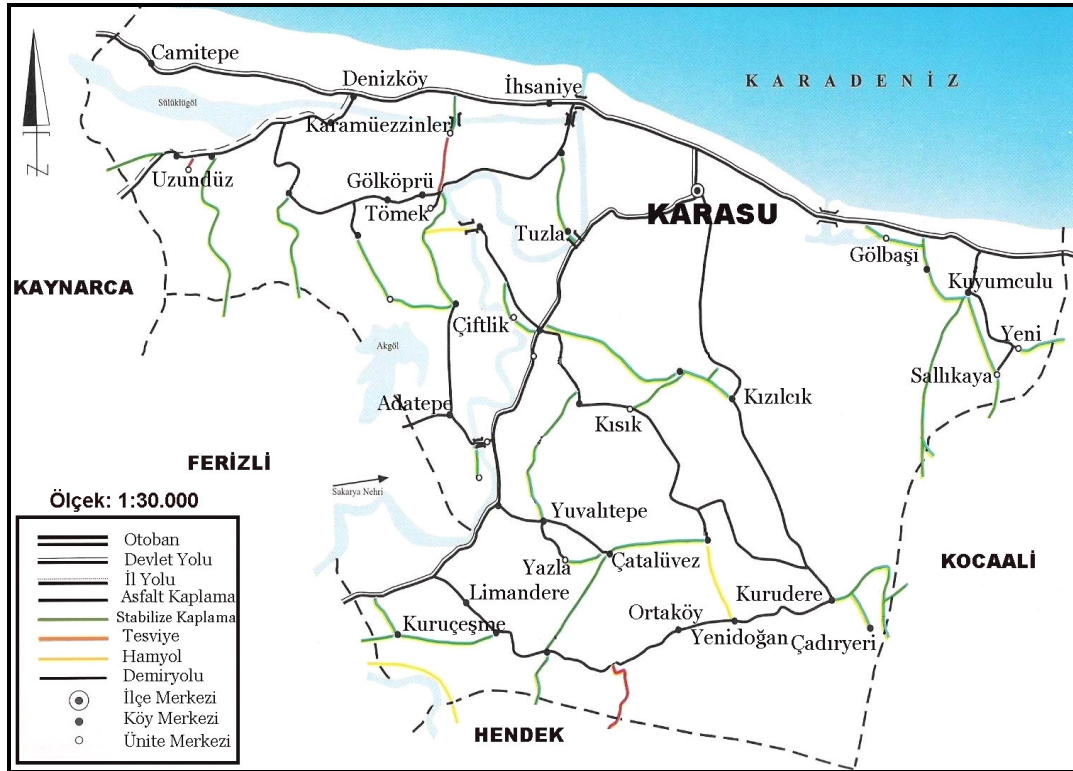 Camitepe
Denizköy
İhsaniye
KARADENİZ
Sülüklügöl
Karamüezzinler
Uzundüz
Gölköprü
Tömek
Tuzla
KARASU
Gölbaşi
KAYNARCA
Kuyumculu
Çiftlik
Yeni
Akgöl
Sallıkaya
Adatepe
Kısık
Kızılcık
FERİZLİ
Sakarya Nehri
Ölçek: 1:30.000
Yuvalıtepe
Otoban
Devlet Yolu
Yazla
Çatalüvez
KOCAALİ
İl Yolu
Asfalt Kaplama
Limandere
Kurudere
Stabilize Kaplama
Ortaköy
Kuruçeşme
Yenidoğan
Çadıryeri
Tesviye
Hamyol
Demiryolu
İlçe Merkezi
Köy Merkezi
Ünite Merkezi
HENDEK
N